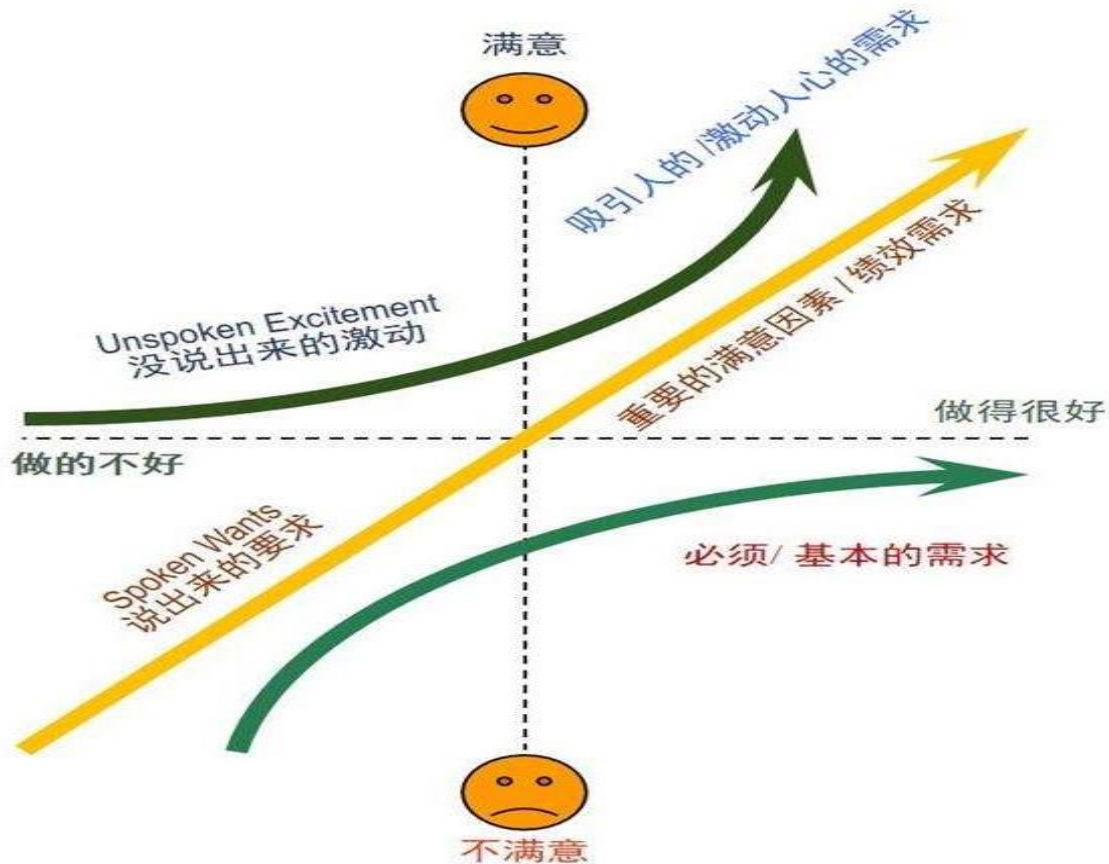 满意
吸引人的 /激动人心的需求
Unspoken Excitement
没说出来的激动
重要的满意因素 / 绩效需求
做得很好
做的不好
Spoken Wants
说出来的要求
必须/ 基本的需求
不满意